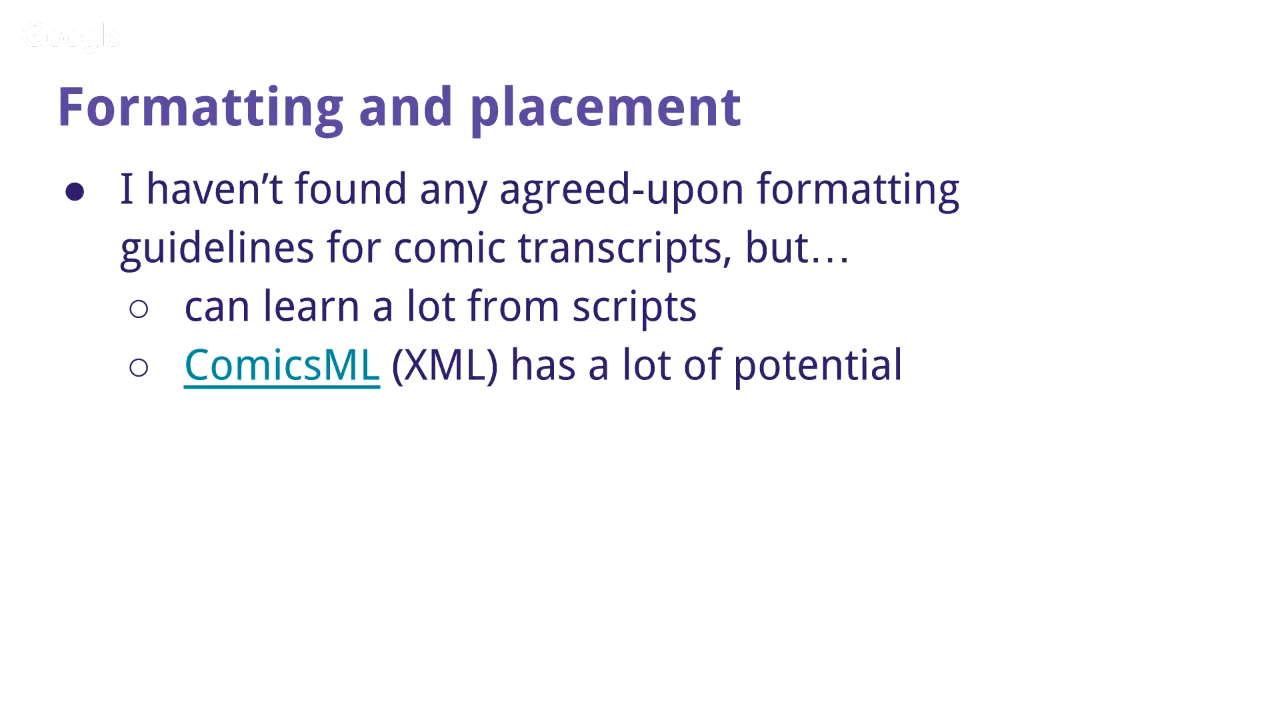 Google
Formatting and placement
● I haven’t found any agreed-upon formatting
guidelines for comic transcripts, but…
○ can learn a lot from scripts
○ ComicsML (XML) has a lot of potential